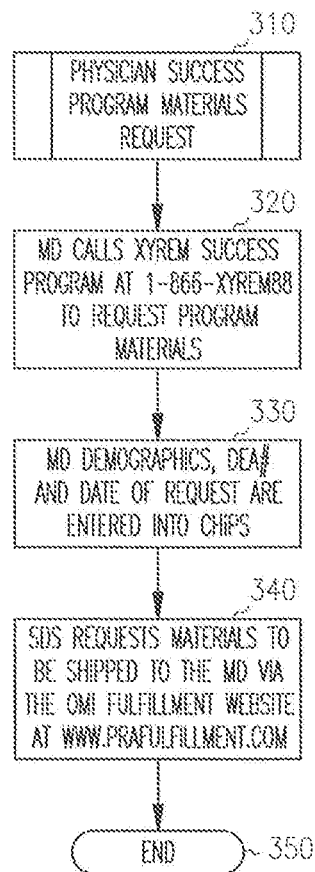 310
PHYSICIAN SUCCESS
PROGRAM MATERIALS
REQUEST
320
MD CALLS XYREM SUCCESS
PROGRAM AT 1-866-XYREM88
TO REQUEST PROGRAM
MATERIALS
330
MD DEMOGRAPHICS, DEA#
AND DATE OF REQUEST ARE
ENTERED INTO CHIPS
340
SDS REQUESTS MATERIALS TO
BE SHIPPED TO THE MD VIA
THE OMI FULFILLMENT WEBSITE
AT WWW.PRAFULFILLMENT.COM
END
350